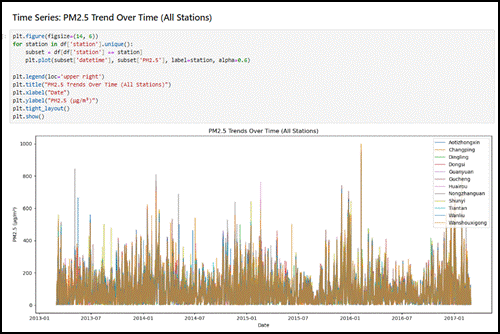 Time Series: PM2.5 Trend Over Time (All Stations)
plt.figure(figsize=(14, 6))
for station in df['station'].unique():
subset = df[df['station'] == station]
plt.plot(subset['datetime'], subset['PM2.5'], label=station, alpha=0.6)
plt.legend(loc='upper right')
plt.title("PM2.5 Trends Over Time (All Stations)")
plt.xlabel("Date")
plt.ylabel("PM2.5 (µg/m³)")
plt.tight_layout()
plt.show()
PM2.5 Trends Over Time (All Stations)
Aotizhongxin
Changping
Dingling
Dongsi
Guanyuan
Gucheng
Huairou
Nongzhanguan
Shunyi
Tiantan
Wanliu
Wanshouxigong
1000
800
600
400
200
0
PM2.5 (µg/m³)
2013-01 2013-07 2014-01 2014-07 2015-01 2015-07 2016-01 2016-07 2017-01
Date